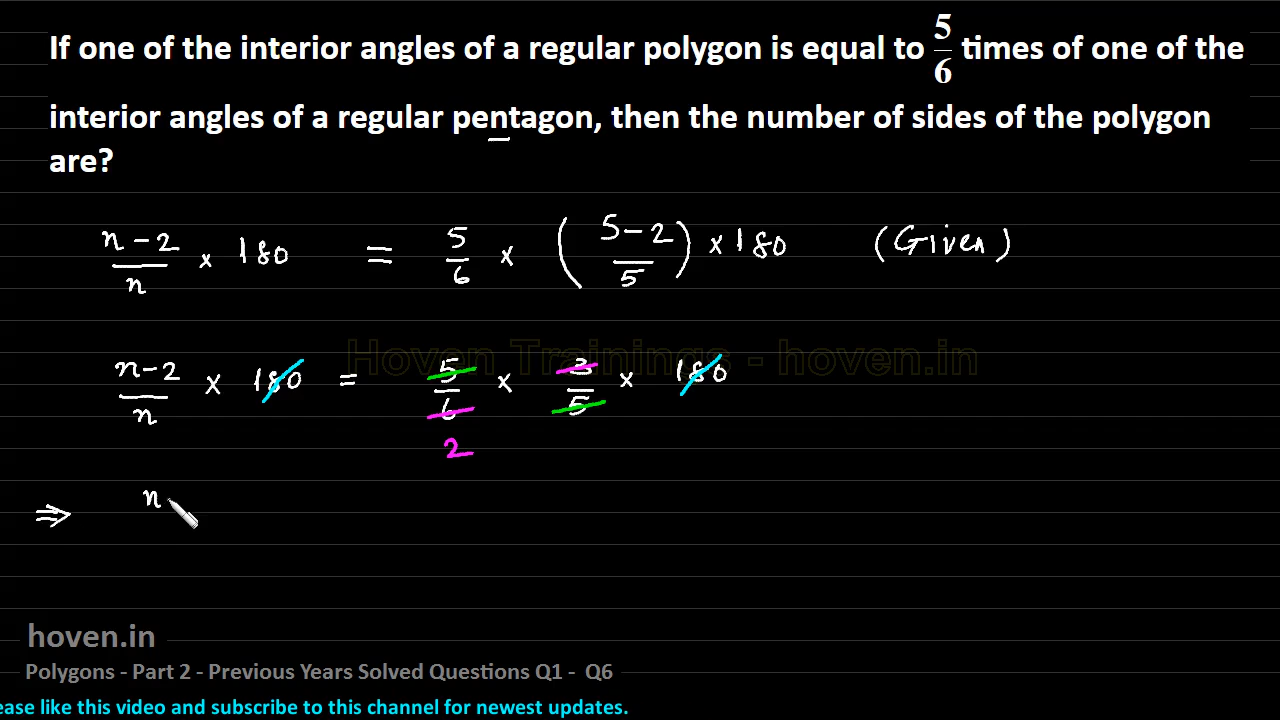 If one of the interior angles of a regular polygon is equal to 5/6 times of one of the
interior angles of a regular pentagon, then the number of sides of the polygon
are?
n-2/n × 180 = 5/6 × (5-2/5) × 180 (Given)
Hoven Trainings - hoven.in
n-2/n × 180 = 5/6 × 3/5 × 180
2
⇒ n
hoven.in
Polygons - Part 2 - Previous Years Solved Questions Q1 - Q6
ease like this video and subscribe to this channel for newest updates.